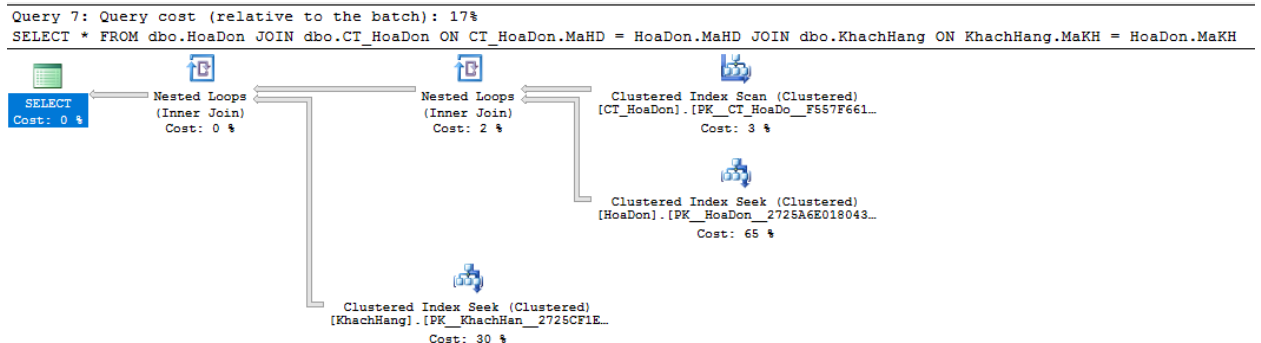 Query 7: Query cost (relative to the batch): 17%
SELECT * FROM dbo.HoaDon JOIN dbo.CT_HoaDon ON CT_HoaDon.MaHD = HoaDon.MaHD JOIN dbo.KhachHang ON KhachHang.MaKH = HoaDon.MaKH
SELECT
Cost: 0 %
Nested Loops
(Inner Join)
Cost: 0 %
Nested Loops
(Inner Join)
Cost: 2 %
Clustered Index Scan (Clustered)
[CT_HoaDon].[PK__CT_HoaDo__F557F661…
Cost: 3 %
Clustered Index Seek (Clustered)
[HoaDon].[PK__HoaDon__2725A6E018043…
Cost: 65 %
Clustered Index Seek (Clustered)
[KhachHang].[PK__KhachHan__2725CF1E…
Cost: 30 %